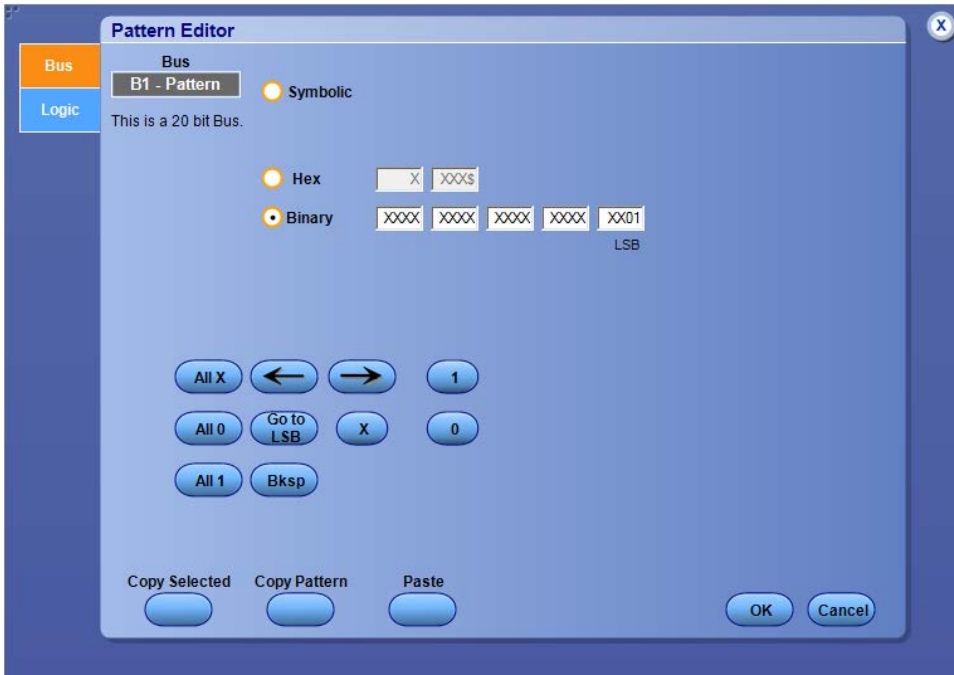 Pattern Editor
X
Bus
Logic
Bus
B1 - Pattern
This is a 20 bit Bus.
Symbolic
Hex X XXX$
Binary XXXX XXXX XXXX XXXX XX01
LSB
All X 1
All 0 Go to LSB X 0
All 1 Bksp
Copy Selected Copy Pattern Paste
OK Cancel